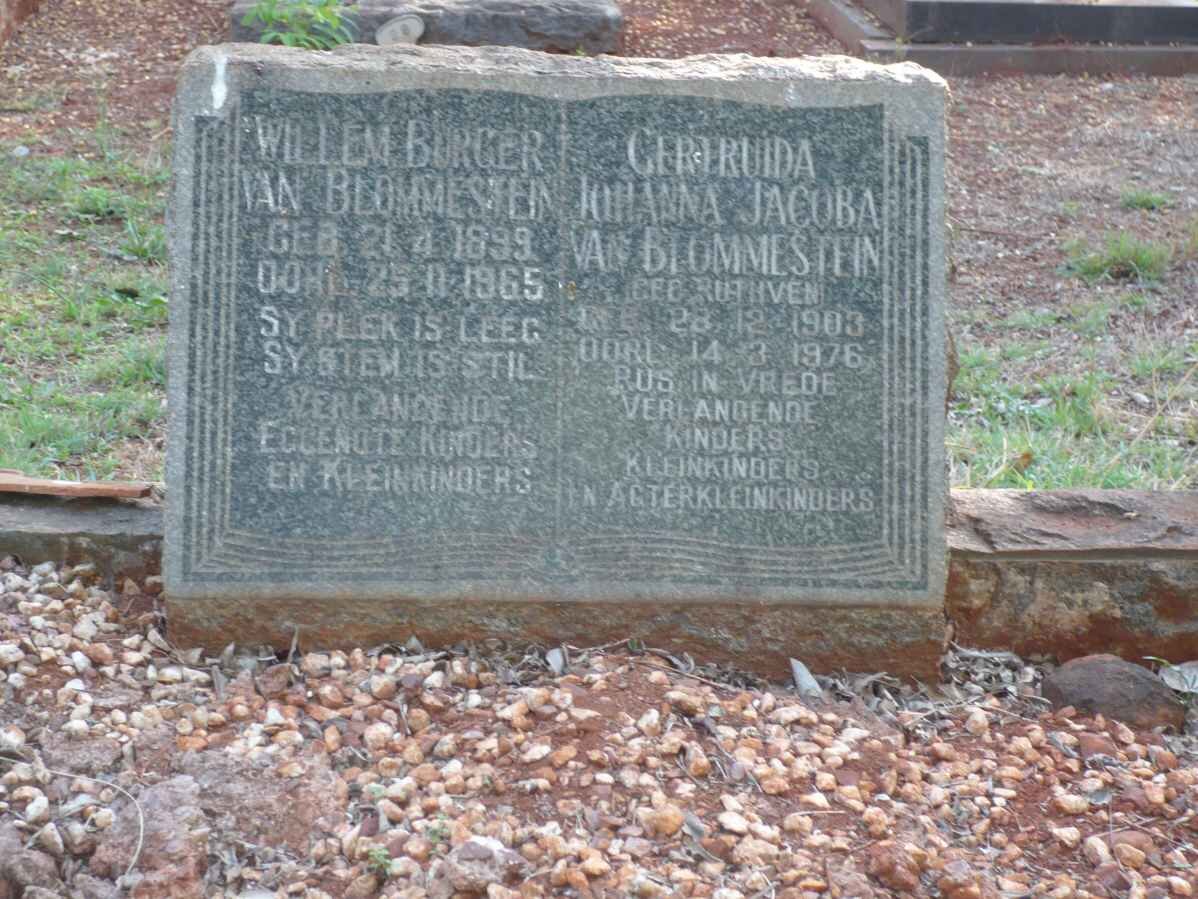 WILLEM BURGER
VAN BLOMMESTEIN
GEB. 21 4 1899
OORL. 25 11 1965
SY PLEK IS LEEG
SY STEM IS STIL
VERLANGENDE
EGGENOTE KINDERS
EN KLEINKINDERS
GERTRUIDA
JOHANNA JACOBA
VAN BLOMMESTEIN
GEB RUTHVEN
GEB. 28 12 1903
OORL. 14 3 1976
RUS IN VREDE
VERLANGENDE
KINDERS
KLEINKINDERS
EN AGTERKLEINKINDERS